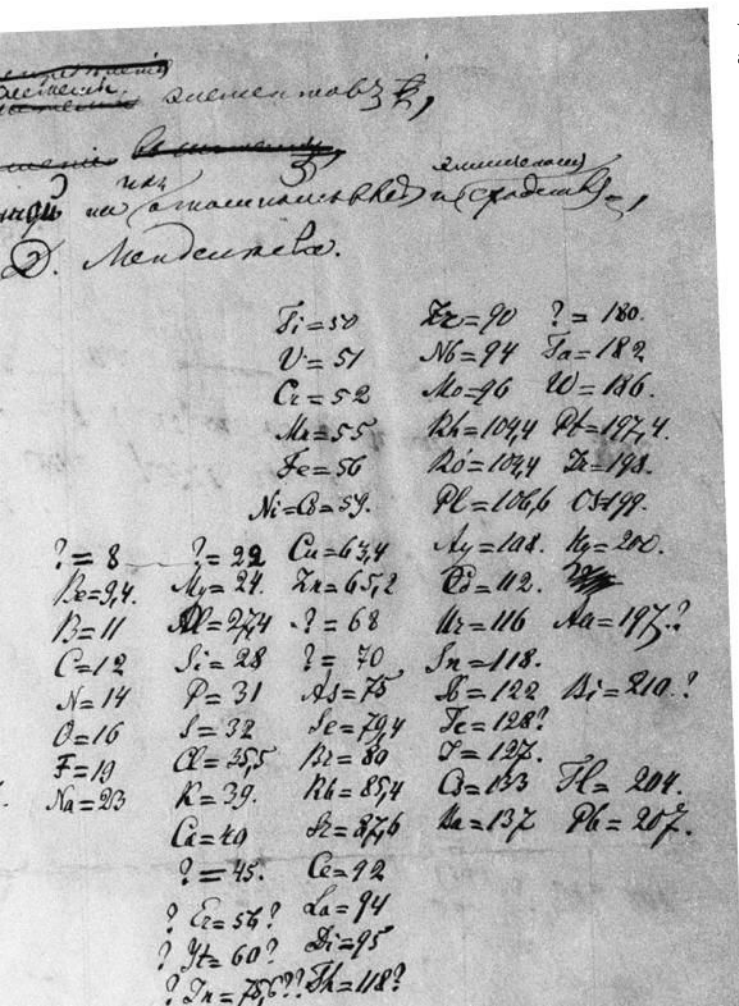 элементовъ,
на
Д. Менделѣева.
Ti=50 Zr=90 ?=180.
V=51 Nb=94 Ta=182
Cr=52 Mo=96 W=186.
Mn=55 Rh=104,4 Pt=197,4.
Fe=56 Ru=104,4 Ir=198.
Ni=Co=59. Pl=106,6 Os=199.
?=8 ?=22 Cu=63,4 Ag=108. Hg=200.
Be=9,4. Mg=24. Zn=65,2 Cd=112.
B=11 Al=27,4 ?=68 Ur=116 Au=197.?
C=12 Si=28 ?=70 Sn=118.
N=14 P=31 As=75 Sb=122 Bi=210.?
O=16 S=32 Se=79,4 Te=128?
F=19 Cl=35,5 Br=80 J=127.
Na=23 K=39. Rb=85,4 Cs=133 Tl=204.
Ca=40 Sr=87,6 Ba=137 Pb=207.
?=45. Ce=92
? Er=56? La=94
? Yt=60? Di=95
? In=75,6?? Th=118?